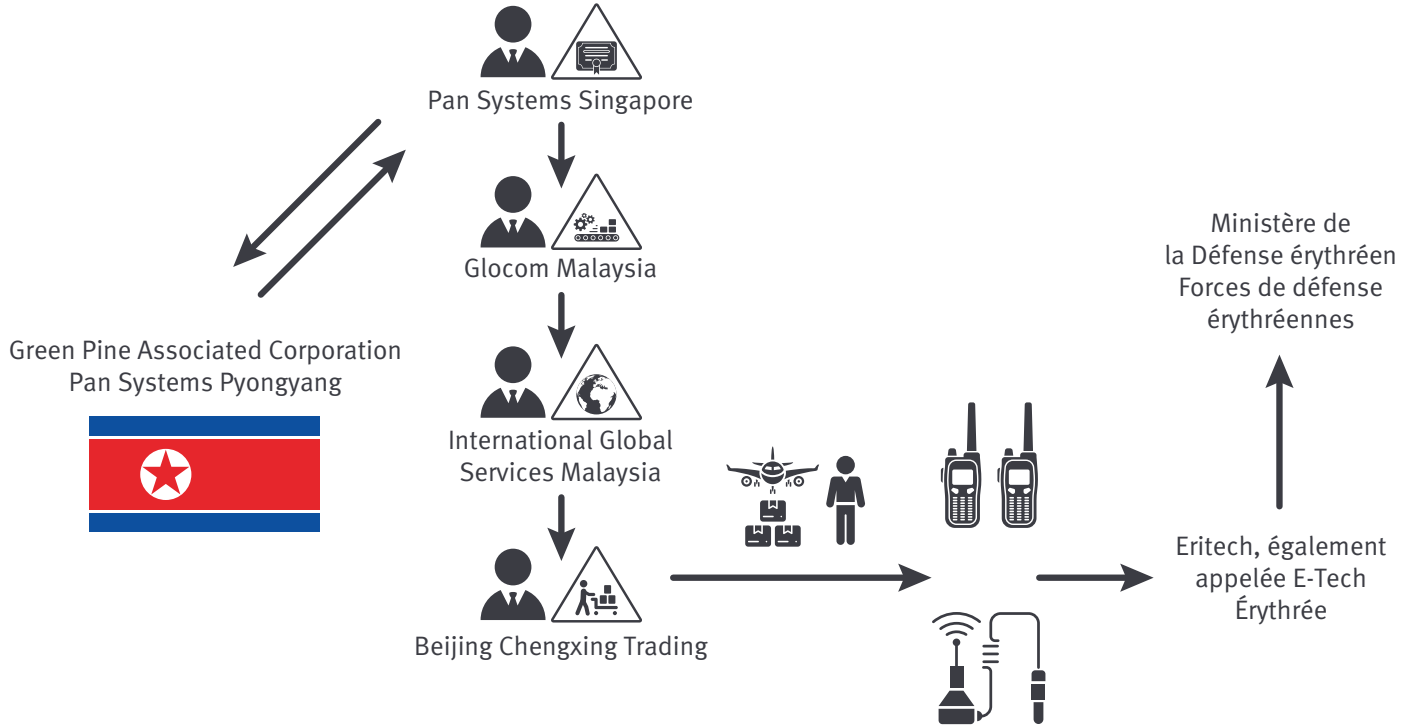 Pan Systems Singapore
Glocom Malaysia
International Global
Services Malaysia
Beijing Chengxing Trading
Green Pine Associated Corporation
Pan Systems Pyongyang
Ministère de
la Défense érythréen
Forces de défense
érythréennes
Eritech, également
appelée E-Tech
Érythrée